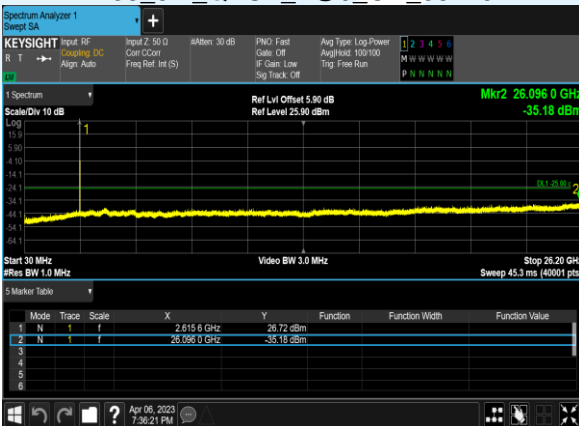 Spectrum Analyzer 1
Swept SA
+
KEYSIGHT Input: RF Input Z: 50 Ω #Atten: 30 dB PNO: Fast Avg Type: Log-Power 1 2 3 4 5 6
R T Coupling: DC Corr CCorr Gate: Off Avg|Hold: 100/100 M W W W W W
Align: Auto Freq Ref: Int (S) IF Gain: Low Trig: Free Run
Sig Track: Off P N N N N N
1 Spectrum Ref Lvl Offset 5.90 dB Mkr2 26.096 0 GHz
Scale/Div 10 dB Ref Level 25.90 dBm -35.18 dBm
Log
15.9
5.90
-4.10
-14.1
-24.1
-34.1
-44.1
-54.1
-64.1
1
DL1 -25.00
2
Start 30 MHz Video BW 3.0 MHz Stop 26.20 GHz
#Res BW 1.0 MHz Sweep 45.3 ms (40001 pts
5 Marker Table
Mode Trace Scale X Y Function Function Width Function Value
1 N 1 f 2.615 6 GHz 26.72 dBm
2 N 1 f 26.096 0 GHz -35.18 dBm
3
4
5
6
? Apr 06, 2023
7:36:21 PM